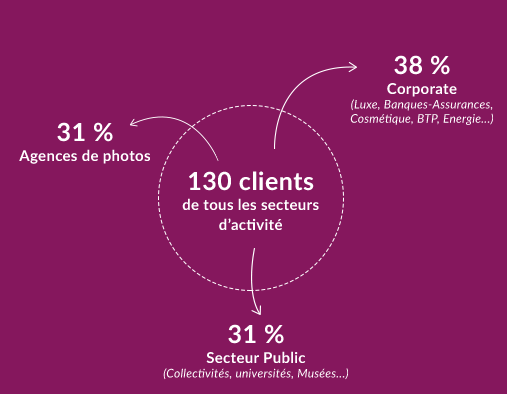 38 %
Corporate
(Luxe, Banques-Assurances,
Cosmétique, BTP, Energie...)
31 %
Agences de photos
130 clients
de tous les secteurs
d'activité
31 %
Secteur Public
(Collectivités, universités, Musées...)